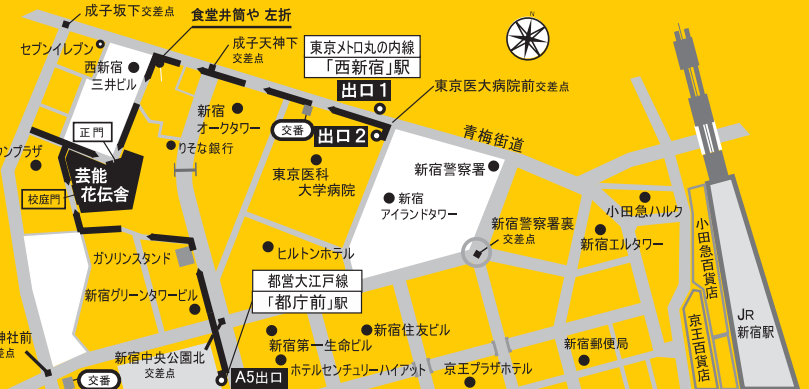 成子坂下交差点
食堂井筒や 左折
N
セブンイレブン
成子天神下
交差点
東京メトロ丸の内線
「西新宿」駅
西新宿
三井ビル
出口1
東京医大病院前交差点
新宿
オークタワー
交番
出口2
青梅街道
正門
りそな銀行
ンプラザ
芸能
花伝舎
東京医科
大学病院
新宿警察署
校庭門
新宿
アイランドタワー
小田急ハルク
新宿警察署裏
交差点
新宿エルタワー
小田急百貨店
ガソリンスタンド
ヒルトンホテル
都営大江戸線
「都庁前」駅
新宿グリーンタワービル
JR
新宿駅
京王百貨店
神社前
差点
新宿中央公園北
交差点
新宿第一生命ビル
新宿住友ビル
新宿郵便局
交番
A5出口
ホテルセンチュリーハイアット
京王プラザホテル